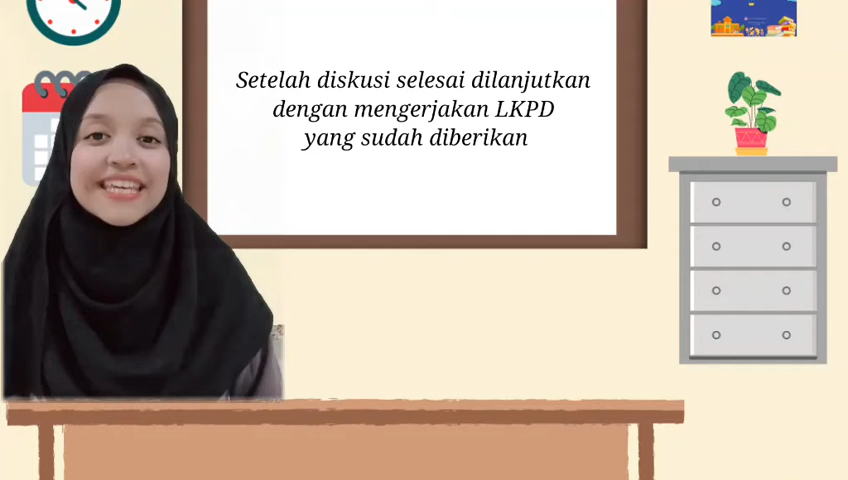 Setelah diskusi selesai dilanjutkan
dengan mengerjakan LKPD
yang sudah diberikan